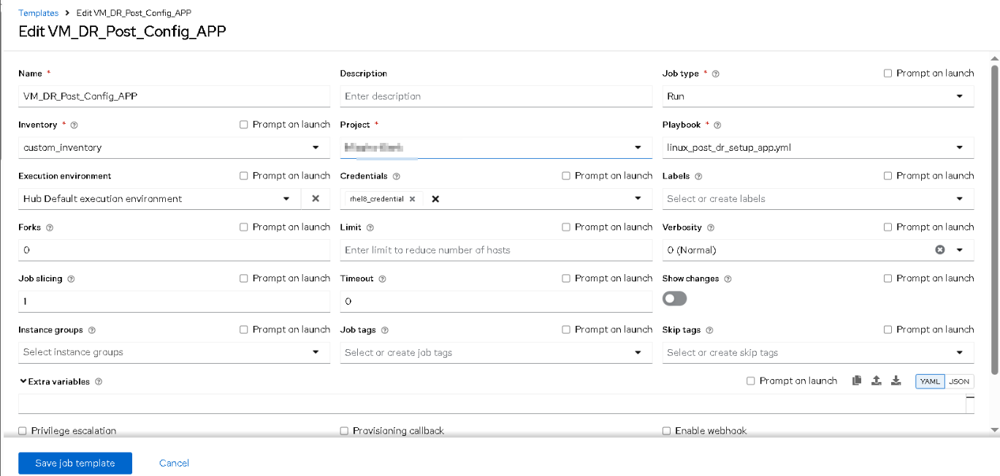 Templates > Edit VM_DR_Post_Config_APP
Edit VM_DR_Post_Config_APP
Name * Description Job type * Prompt on launch
VM_DR_Post_Config_APP Enter description Run
Inventory * Prompt on launch Project * Playbook *
custom_inventory linux_post_dr_setup_app.yml
Execution environment Prompt on launch Credentials Prompt on launch Labels Prompt on launch
Hub Default execution environment rhel8_credential Select or create labels
Forks Prompt on launch Limit Prompt on launch Verbosity Prompt on launch
0 Enter limit to reduce number of hosts 0 (Normal)
Job slicing Prompt on launch Timeout Prompt on launch Show changes Prompt on launch
1 0
Instance groups Prompt on launch Job tags Prompt on launch Skip tags Prompt on launch
Select instance groups Select or create job tags Select or create skip tags
Extra variables Prompt on launch YAML JSON
Privilege escalation Provisioning callback Enable webhook
Save job template Cancel